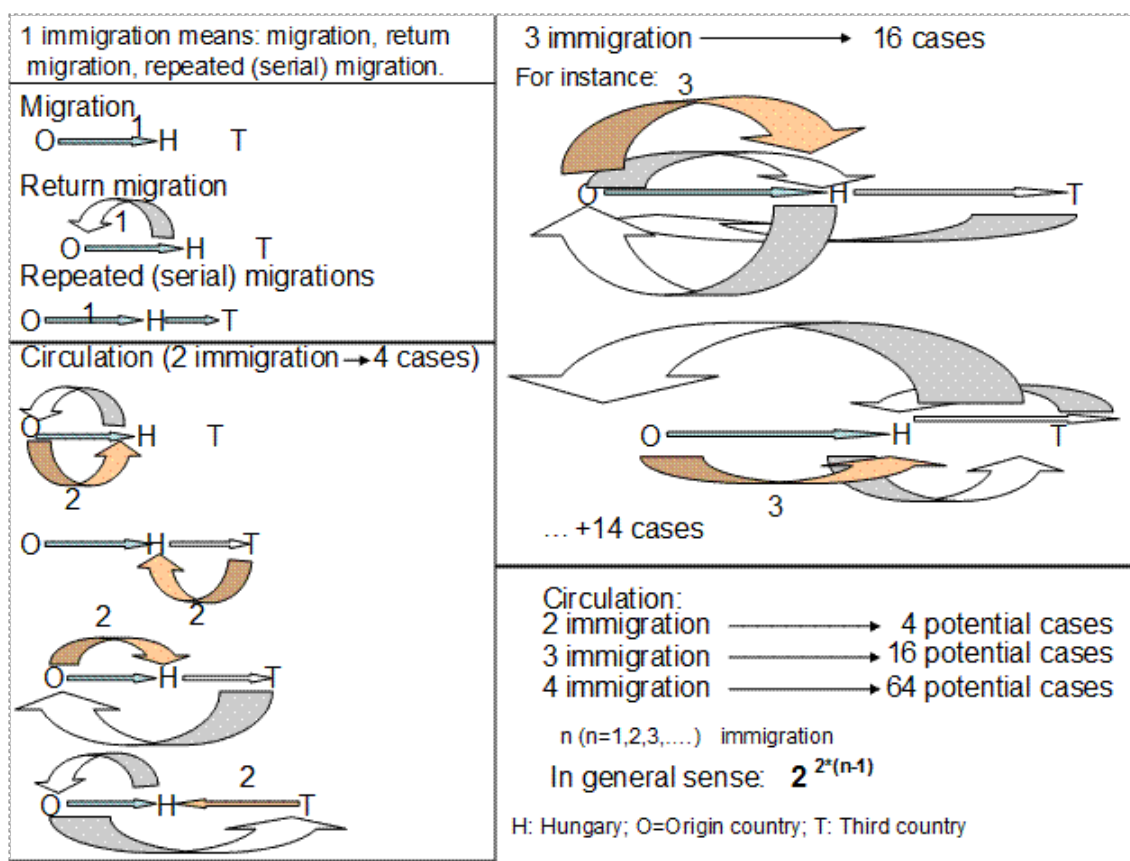 1 immigration means: migration, return
migration, repeated (serial) migration.
Migration
1
O H T
Return migration
1
O H T
Repeated (serial) migrations
1
O H T
Circulation (2 immigration → 4 cases)
O H T
2
O H T
2
2
O H T
2
O H T
3 immigration → 16 cases
For instance:
3
O H T
O H T
3
... +14 cases
Circulation:
2 immigration → 4 potential cases
3 immigration → 16 potential cases
4 immigration → 64 potential cases
n (n=1,2,3,....) immigration
In general sense: 2 2*(n-1)
H: Hungary; O=Origin country; T: Third country